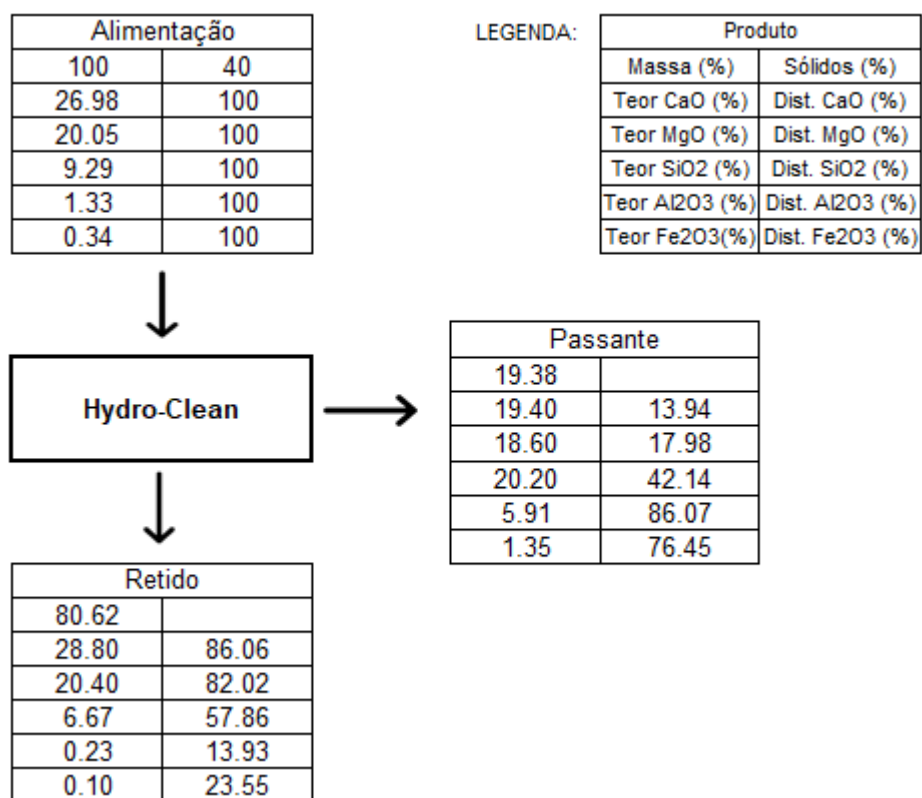 Alimentação
100 40
26.98 100
20.05 100
9.29 100
1.33 100
0.34 100
LEGENDA:
Produto
Massa (%) Sólidos (%)
Teor CaO (%) Dist. CaO (%)
Teor MgO (%) Dist. MgO (%)
Teor SiO2 (%) Dist. SiO2 (%)
Teor Al2O3 (%) Dist. Al2O3 (%)
Teor Fe2O3(%) Dist. Fe2O3 (%)
Hydro-Clean
Passante
19.38
19.40 13.94
18.60 17.98
20.20 42.14
5.91 86.07
1.35 76.45
Retido
80.62
28.80 86.06
20.40 82.02
6.67 57.86
0.23 13.93
0.10 23.55